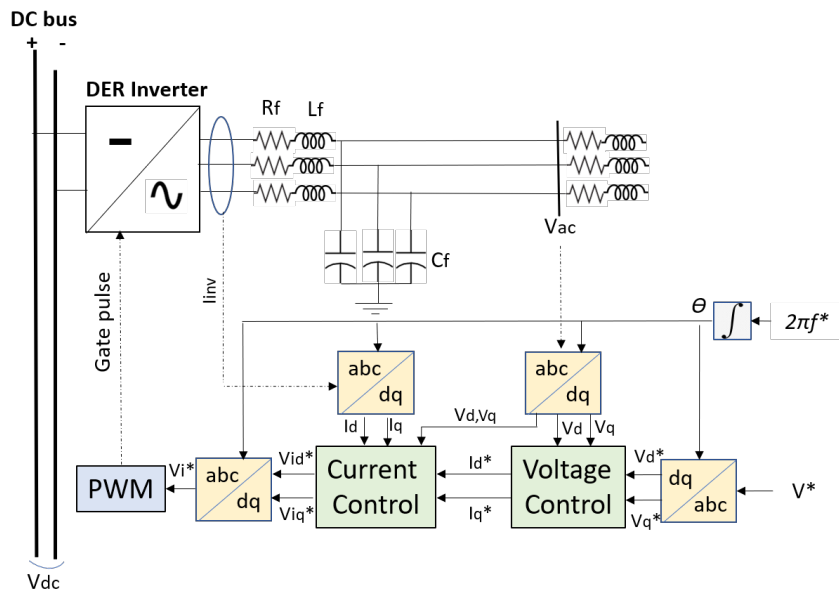 DC bus
+ -
DER Inverter
Rf Lf
Vac
Cf
Iinv
Gate pulse
Θ
∫
2πf*
abc
dq
abc
dq
Id Iq
Vd,Vq
Vd Vq
Vi*
Vid*
Viq*
Id*
Iq*
Vd*
Vq*
PWM
abc
dq
Current
Control
Voltage
Control
dq
abc
V*
Vdc